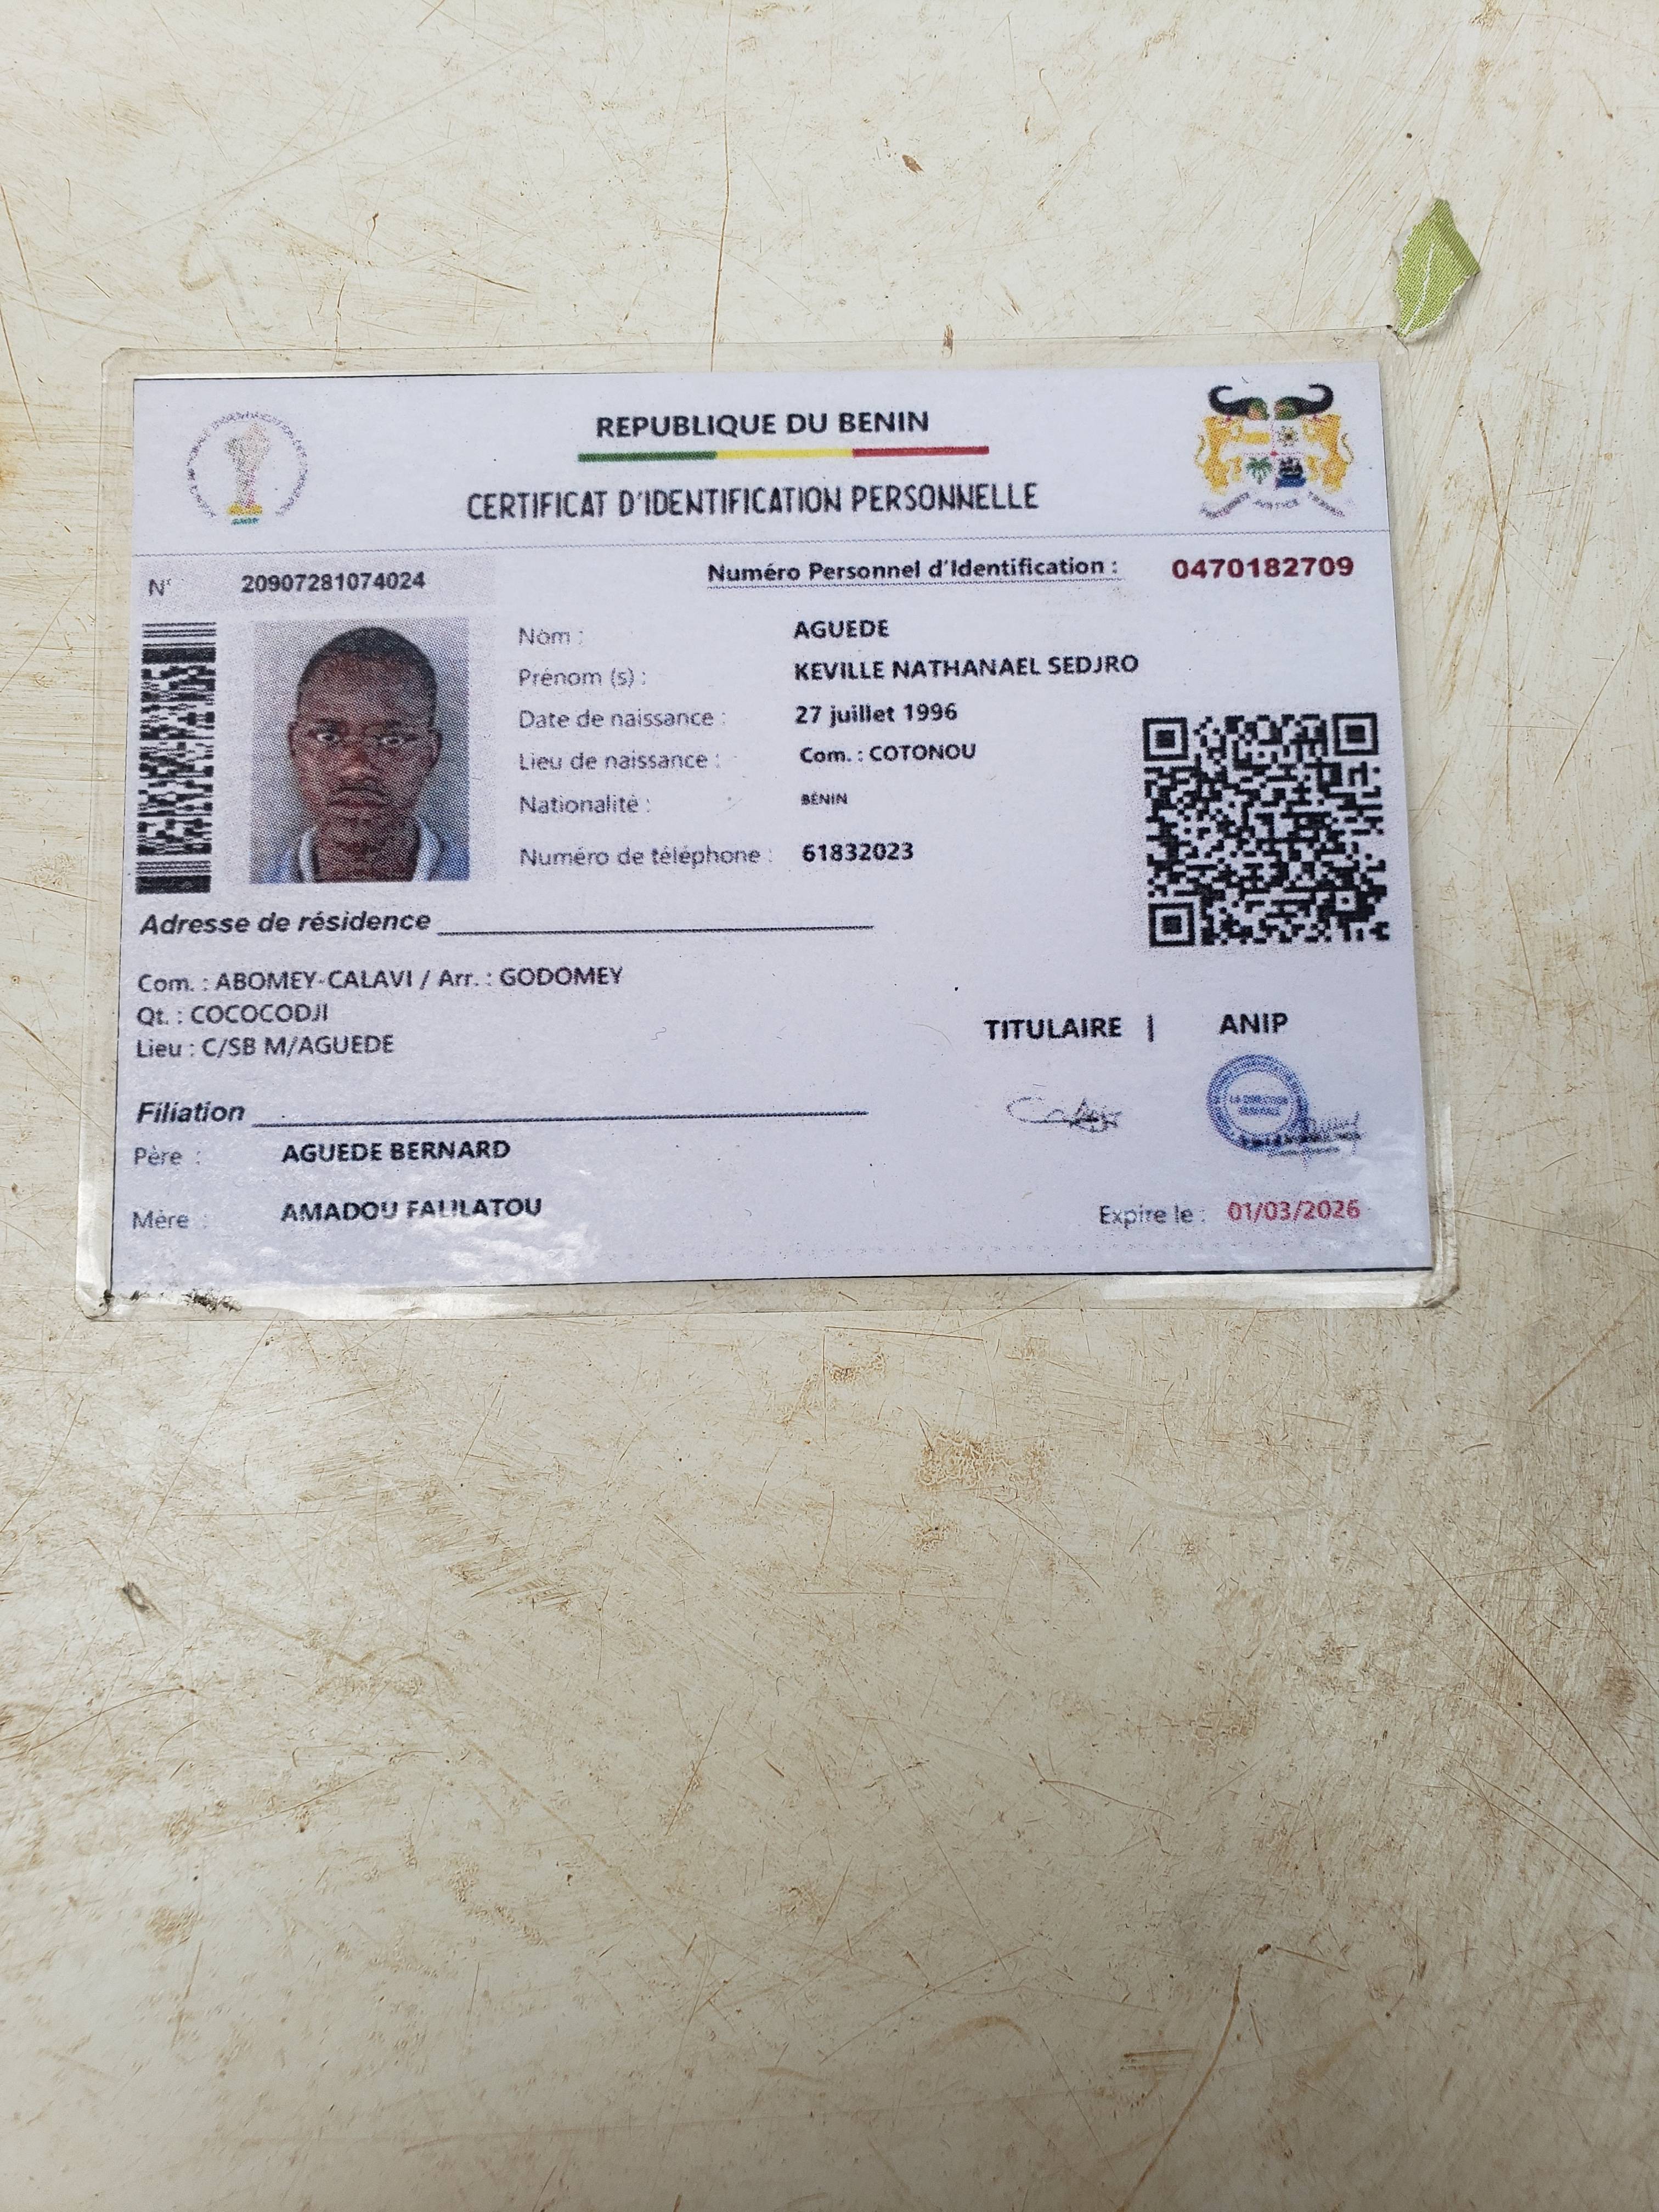 REPUBLIQUE DU BENIN
CERTIFICAT D'IDENTIFICATION PERSONNELLE
N° 20907281074024
Numéro Personnel d'Identification : 0470182709
Nom : AGUEDE
Prénom (s) : KEVILLE NATHANAEL SEDJRO
Date de naissance : 27 juillet 1996
Lieu de naissance : Com. : COTONOU
Nationalité : BÉNIN
Numéro de téléphone : 61832023
Adresse de résidence
Com. : ABOMEY-CALAVI / Arr. : GODOMEY
Qt. : COCOCODJI
Lieu : C/SB M/AGUEDE
TITULAIRE | ANIP
Filiation
Père : AGUEDE BERNARD
Mère : AMADOU
Expire le : 01/03/2026